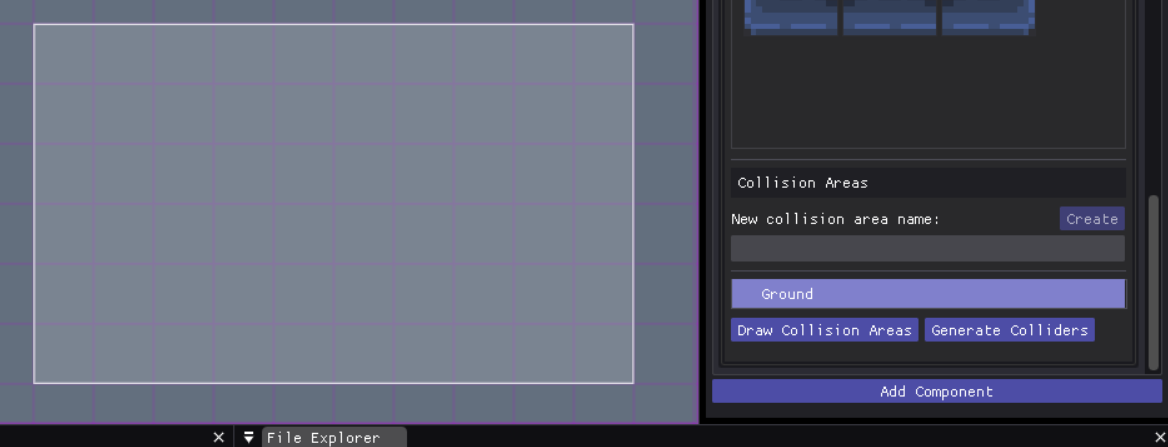 Collision Areas
New collision area name:
Create
Ground
Draw Collision Areas
Generate Colliders
Add Component
File Explorer